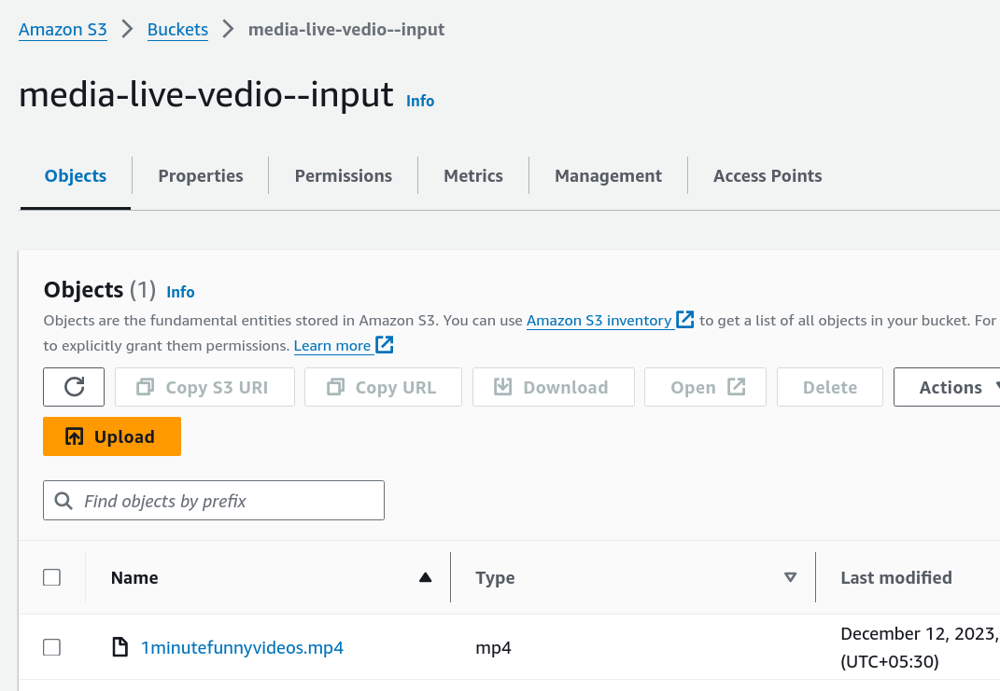 Amazon S3 > Buckets > media-live-vedio--input
media-live-vedio--input Info
Objects Properties Permissions Metrics Management Access Points
Objects (1) Info
Objects are the fundamental entities stored in Amazon S3. You can use Amazon S3 inventory to get a list of all objects in your bucket. For
to explicitly grant them permissions. Learn more
Copy S3 URI Copy URL Download Open Delete Actions
Upload
Find objects by prefix
Name Type Last modified
1minutefunnyvideos.mp4 mp4 December 12, 2023,
(UTC+05:30)